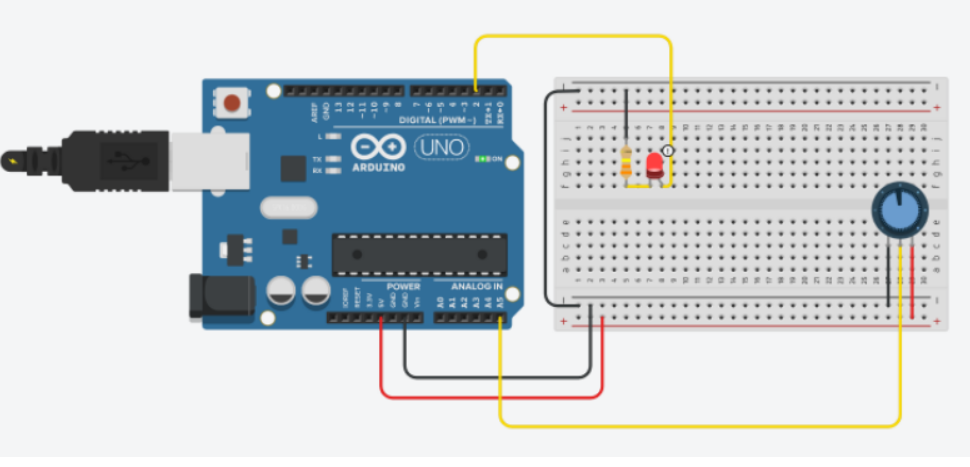 AREF
GND
13
12
~11
~10
~9
8
7
~6
~5
4
~3
2
TX→1
RX←0
DIGITAL (PWM~)
L
TX
RX
ARDUINO
UNO
ON
POWER
ANALOG IN
IOREF
RESET
3.3V
5V
GND
GND
Vin
A0
A1
A2
A3
A4
A5
j
i
h
g
f
e
d
c
b
a